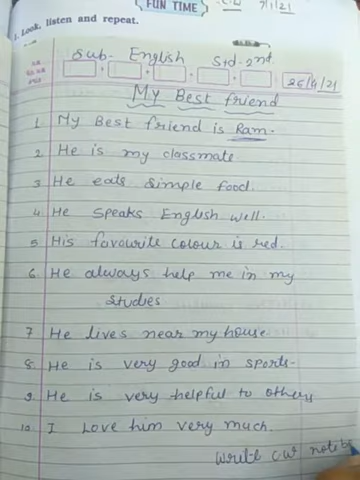 FUN TIME
7/1/21
1. Look, listen and repeat.
Sub- English Std-2nd.
26/4/21
My Best friend
1 My Best friend is Ram.
2 He is my classmate
3 He eats simple food.
4 He speaks English well.
5 His favourite colour is red.
6 He always help me in my
studies
7 He lives near my house
8 He is very good in sports-
9 He is very helpful to others
10 I Love him very much.
write c.w note